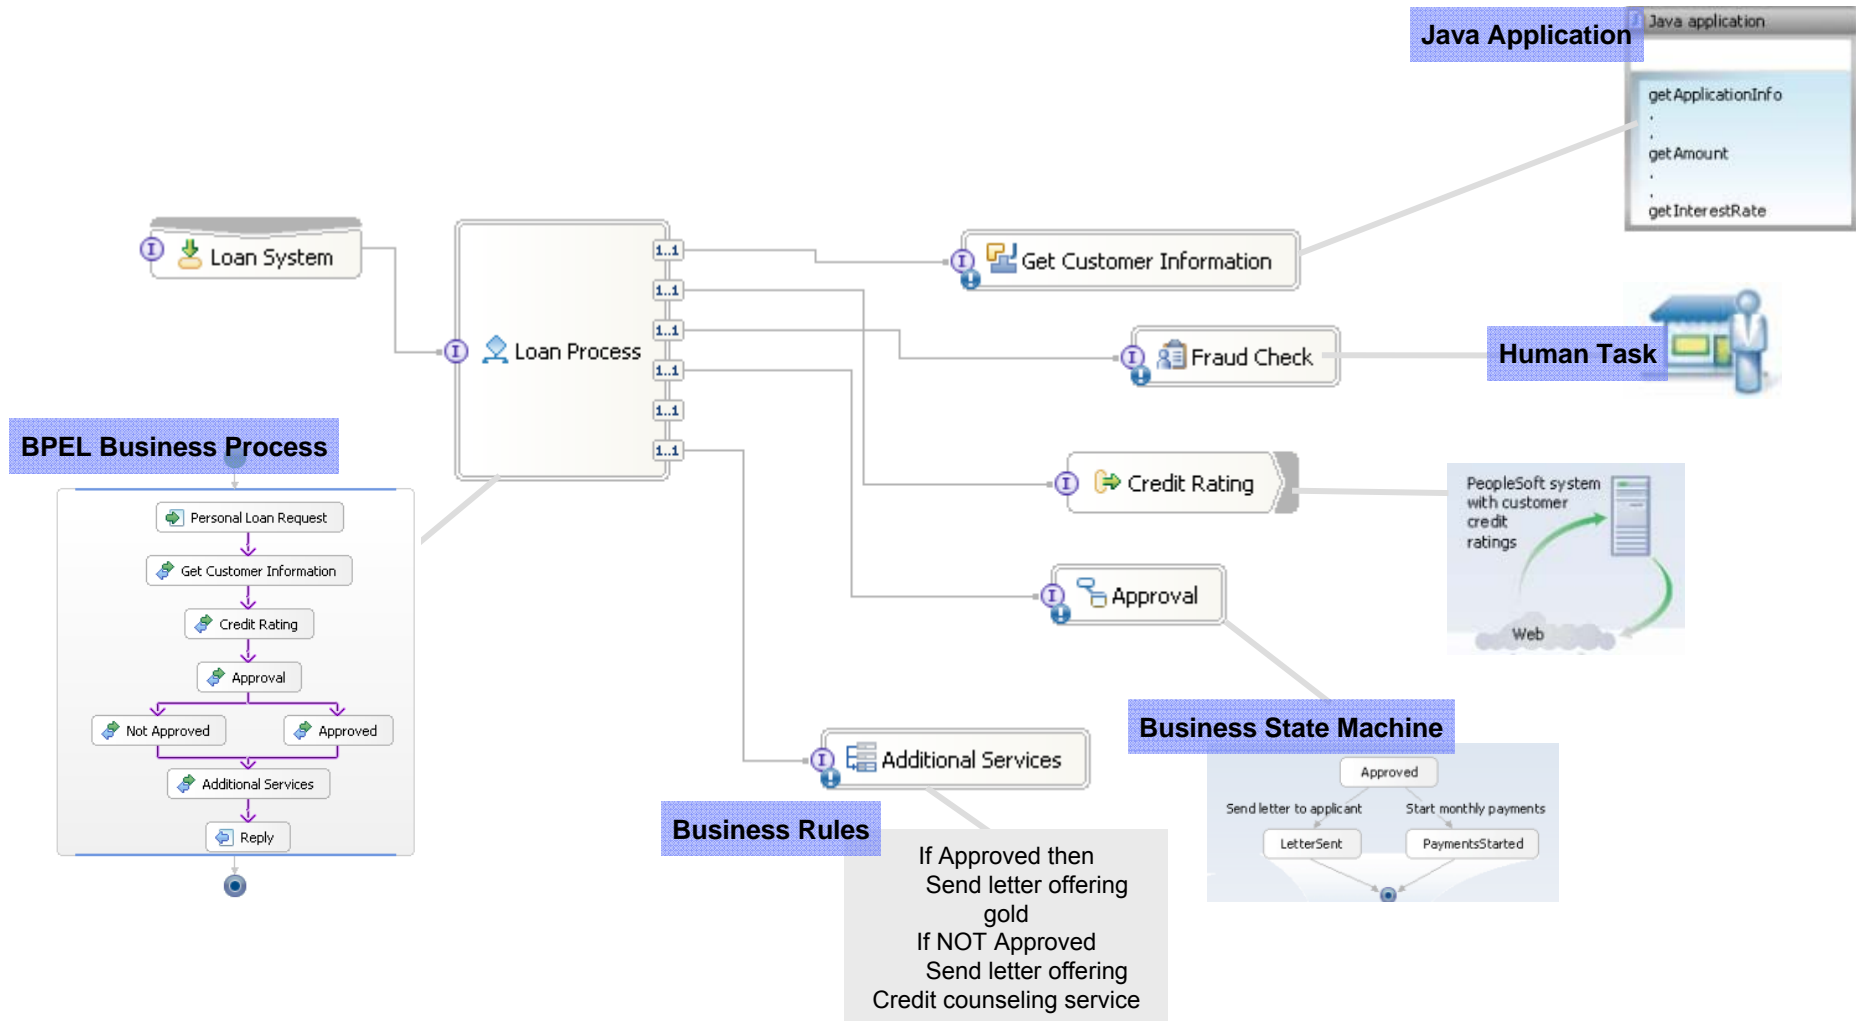 Java Application
Java application
getApplicationInfo
.
.
getAmount
.
.
getInterestRate
I
Loan System
I
Loan Process
1..1
1..1
1..1
1..1
1..1
1..1
I
Get Customer Information
I
Fraud Check
Human Task
I
Credit Rating
PeopleSoft system
with customer
credit
ratings
Web
I
Approval
Business State Machine
Approved
Send letter to applicant
Start monthly payments
LetterSent
PaymentsStarted
I
Additional Services
Business Rules
If Approved then
Send letter offering
gold
If NOT Approved
Send letter offering
Credit counseling service
BPEL Business Process
Personal Loan Request
Get Customer Information
Credit Rating
Approval
Not Approved
Approved
Additional Services
Reply